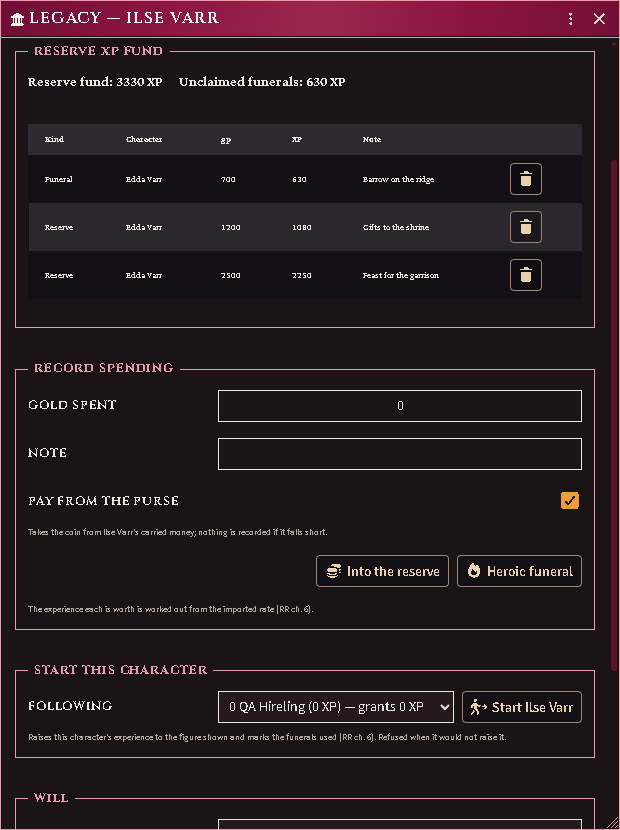 LEGACY — ILSE VARR
RESERVE XP FUND
Reserve fund: 3330 XP Unclaimed funerals: 630 XP
Kind Character gp XP Note
Funeral Edda Varr 700 630 Barrow on the ridge
Reserve Edda Varr 1200 1080 Gifts to the shrine
Reserve Edda Varr 2500 2250 Feast for the garrison
RECORD SPENDING
GOLD SPENT 0
NOTE
PAY FROM THE PURSE
Takes the coin from Ilse Varr's carried money; nothing is recorded if it falls short.
Into the reserve Heroic funeral
The experience each is worth is worked out from the imported rate (RR ch. 6).
START THIS CHARACTER
FOLLOWING 0 QA Hireling (0 XP) — grants 0 XP Start Ilse Varr
Raises this character's experience to the figure shown and marks the funerals used (RR ch. 6). Refused when it would not raise it.
WILL